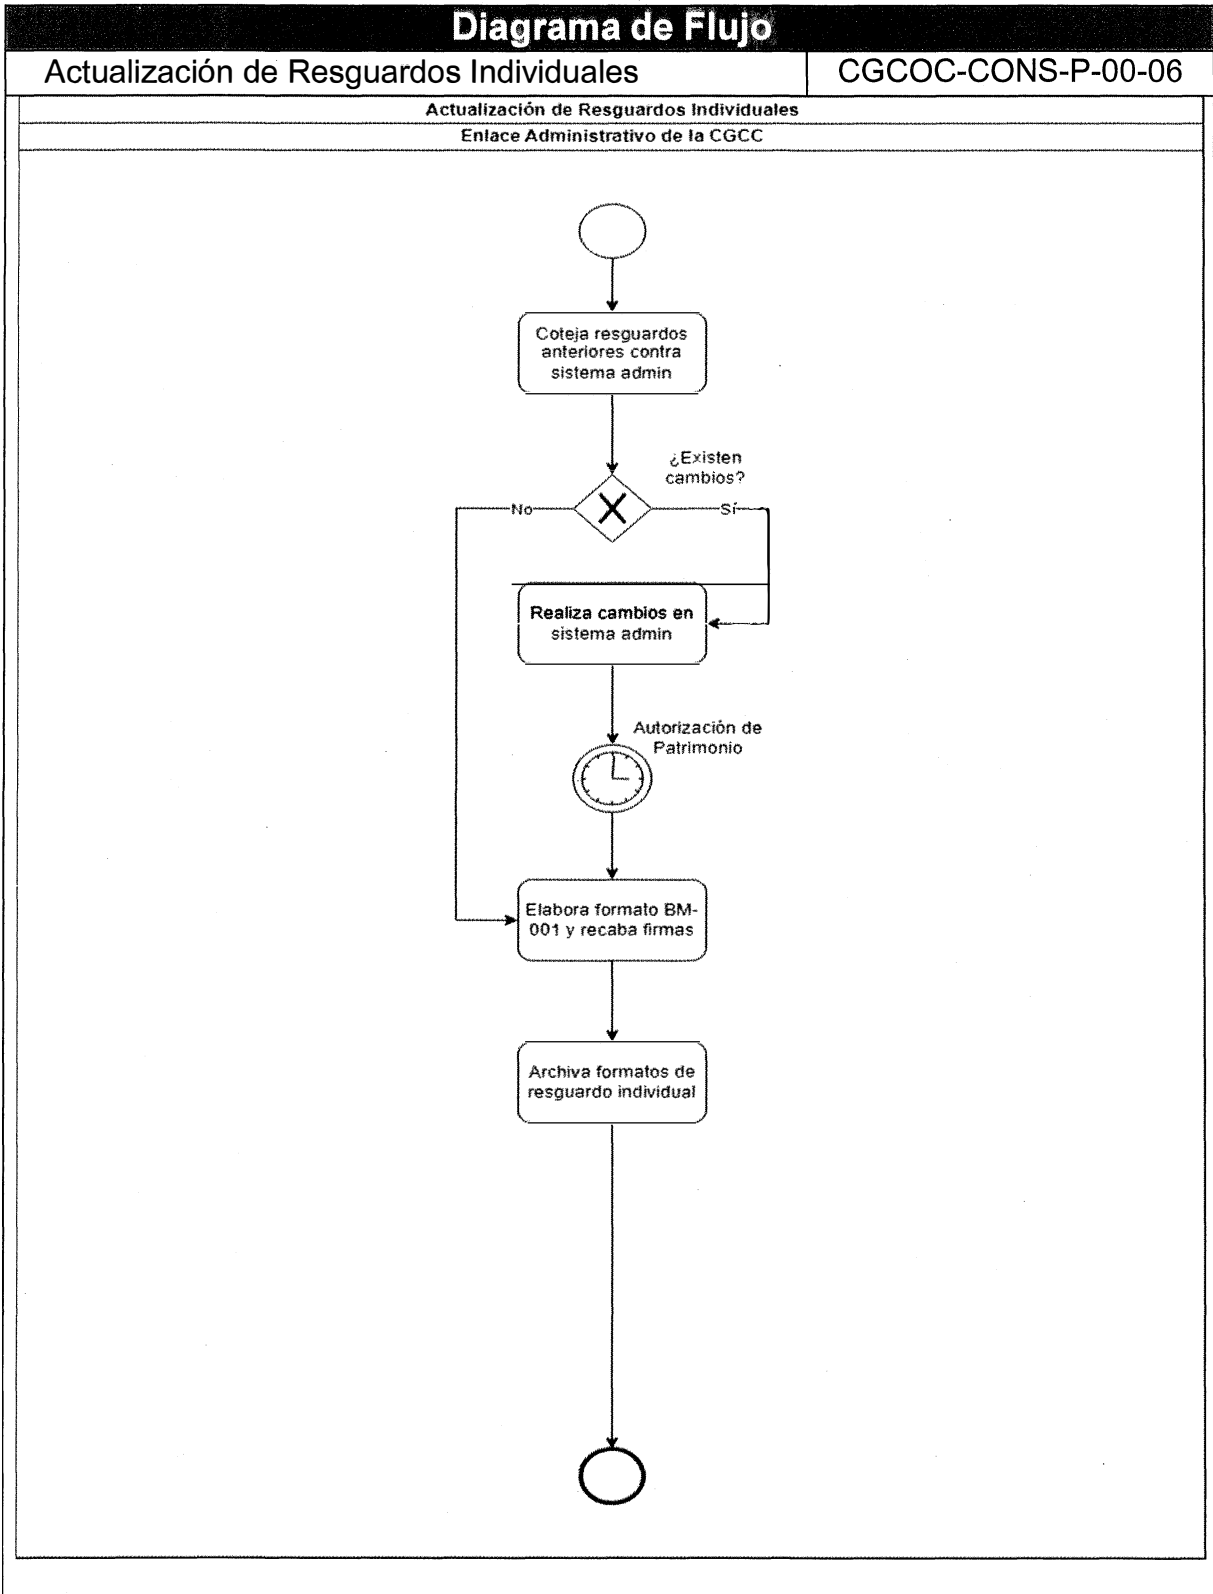 Diagrama de Flujo
Actualización de Resguardos Individuales
CGCOC-CONS-P-00-06
Actualización de Resguardos Individuales
Enlace Administrativo de la CGCC
Coteja resguardos
anteriores contra
sistema admin
¿Existen
cambios?
No
Sí
Realiza cambios en
sistema admin
Autorización de
Patrimonio
Elabora formato BM-
001 y recaba firmas
Archiva formatos de
resguardo individual